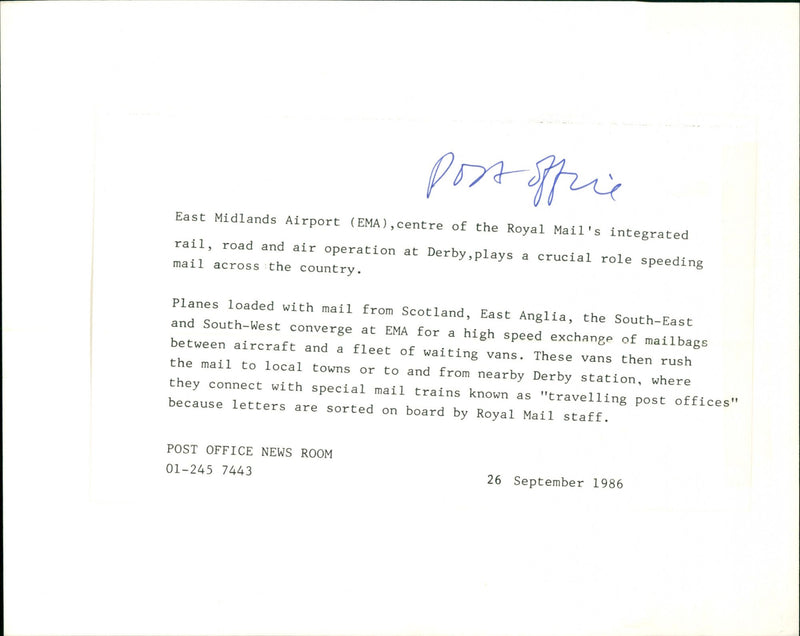 Post office
East Midlands Airport (EMA),centre of the Royal Mail's integrated
rail, road and air operation at Derby,plays a crucial role speeding
mail across the country.
Planes loaded with mail from Scotland, East Anglia, the South-East
and South-West converge at EMA for a high speed exchange of mailbags
between aircraft and a fleet of waiting vans. These vans then rush
the mail to local towns or to and from nearby Derby station, where
they connect with special mail trains known as "travelling post offices"
because letters are sorted on board by Royal Mail staff.
POST OFFICE NEWS ROOM
01-245 7443
26 September 1986